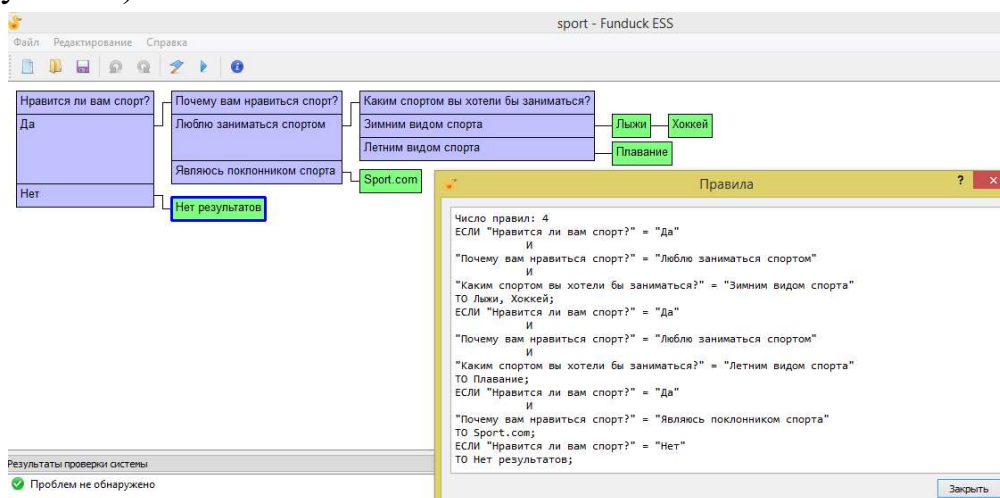 sport - Funduck ESS
Файл Редактирование Справка
Нравится ли вам спорт?
Почему вам нравиться спорт?
Каким спортом вы хотели бы заниматься?
Да
Люблю заниматься спортом
Зимним видом спорта
Лыжи
Хоккей
Летним видом спорта
Плавание
Являюсь поклонником спорта
Sport.com
Нет
Нет результатов
Правила
Число правил: 4
ЕСЛИ "Нравится ли вам спорт?" = "Да"
И
"Почему вам нравиться спорт?" = "Люблю заниматься спортом"
И
"Каким спортом вы хотели бы заниматься?" = "Зимним видом спорта"
ТО Лыжи, Хоккей;
ЕСЛИ "Нравится ли вам спорт?" = "Да"
И
"Почему вам нравиться спорт?" = "Люблю заниматься спортом"
И
"Каким спортом вы хотели бы заниматься?" = "Летним видом спорта"
ТО Плавание;
ЕСЛИ "Нравится ли вам спорт?" = "Да"
И
"Почему вам нравиться спорт?" = "Являюсь поклонником спорта"
ТО Sport.com;
ЕСЛИ "Нравится ли вам спорт?" = "Нет"
ТО Нет результатов;
Закрыть
Результаты проверки системы
Проблем не обнаружено